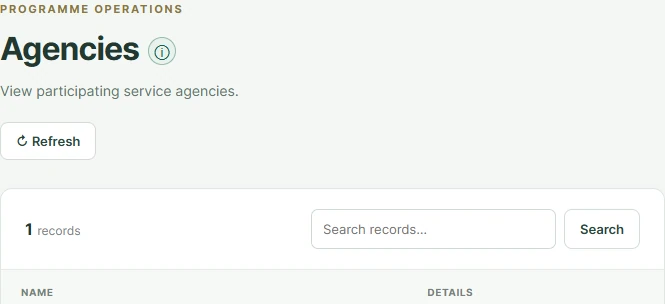 PROGRAMME OPERATIONS
Agencies ⓘ
View participating service agencies.
↻ Refresh
1 records
Search records...
Search
NAME DETAILS